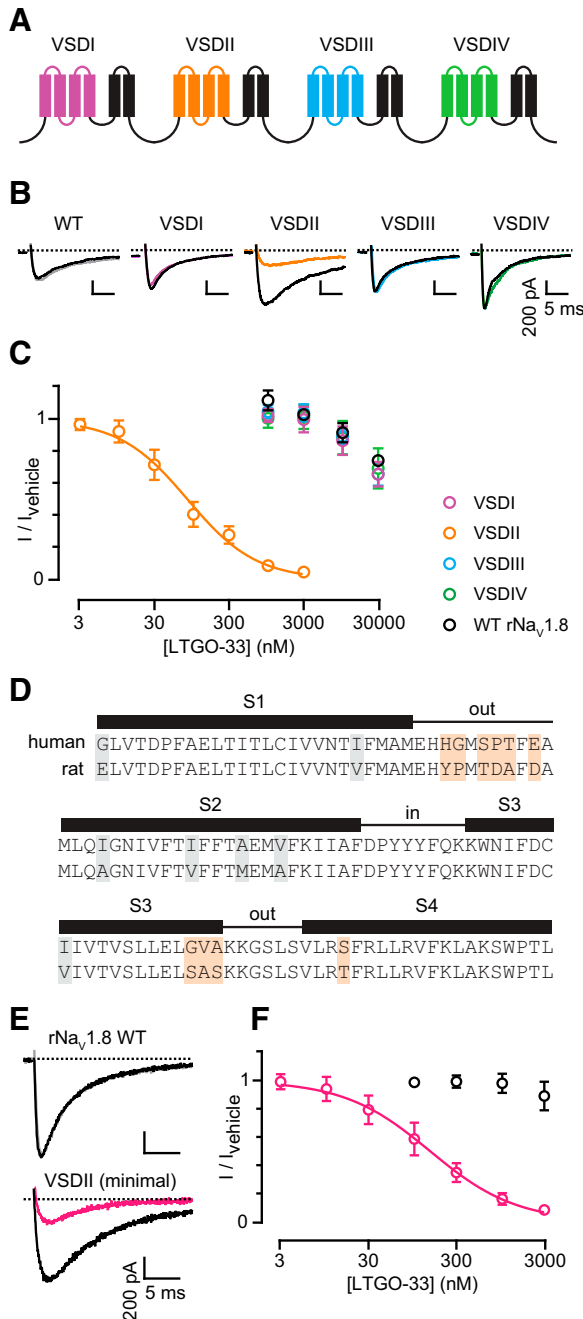 A
VSDI VSDII VSDIII VSDIV
B
WT VSDI VSDII VSDIII VSDIV
200 pA
5 ms
C
I / Ivehicle
1
0
3 30 300 3000 30000
[LTGO-33] (nM)
VSDI
VSDII
VSDIII
VSDIV
WT rNaV1.8
D
S1 out
human GLVTDPFAELTITLCIVVNTIFMAMEHHGMSPTFEA
rat ELVTDPFAELTITLCIVVNTVFMAMEHYPMTDAFDA
S2 in S3
MLQIGNIVFTIFFTAEMVFKIIAFDPYYYFQKKWNIFDC
MLQAGNIVFTVFFTMEMAFKIIAFDPYYYFQKKWNIFDC
S3 out S4
IIVTVSLLELGVAKKGSLSVLRSFRLLRVFKLAKSWPTL
VIVTVSLLELSASKKGSLSVLRTFRLLRVFKLAKSWPTL
E
rNaV1.8 WT
VSDII (minimal)
200 pA
5 ms
F
I / Ivehicle
1
0
3 30 300 3000
[LTGO-33] (nM)